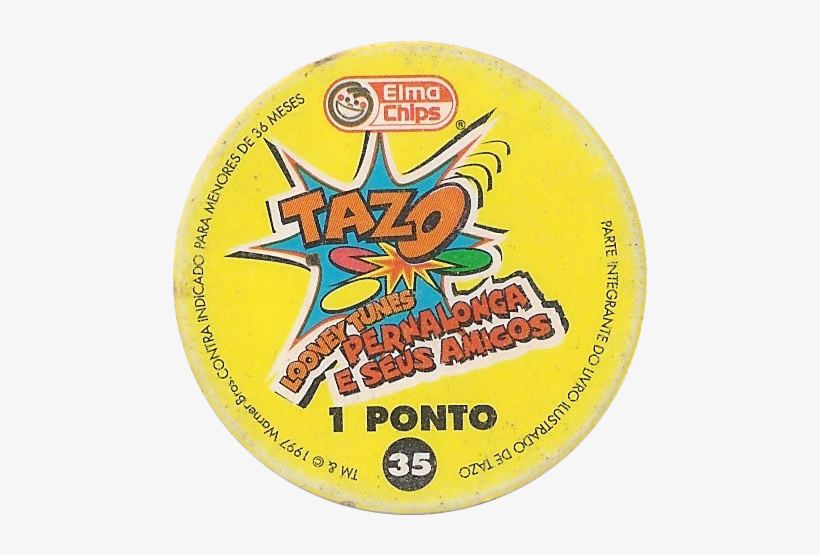 Elma
Chips
®
TAZO
LOONEY TUNES
PERNALONGA
E SEUS AMIGOS
1 PONTO
35
TM & © 1997 Warner Bros. CONTRA INDICADO PARA MENORES DE 36 MESES
PARTE INTEGRANTE DO LIVRO ILUSTRADO DE TAZO